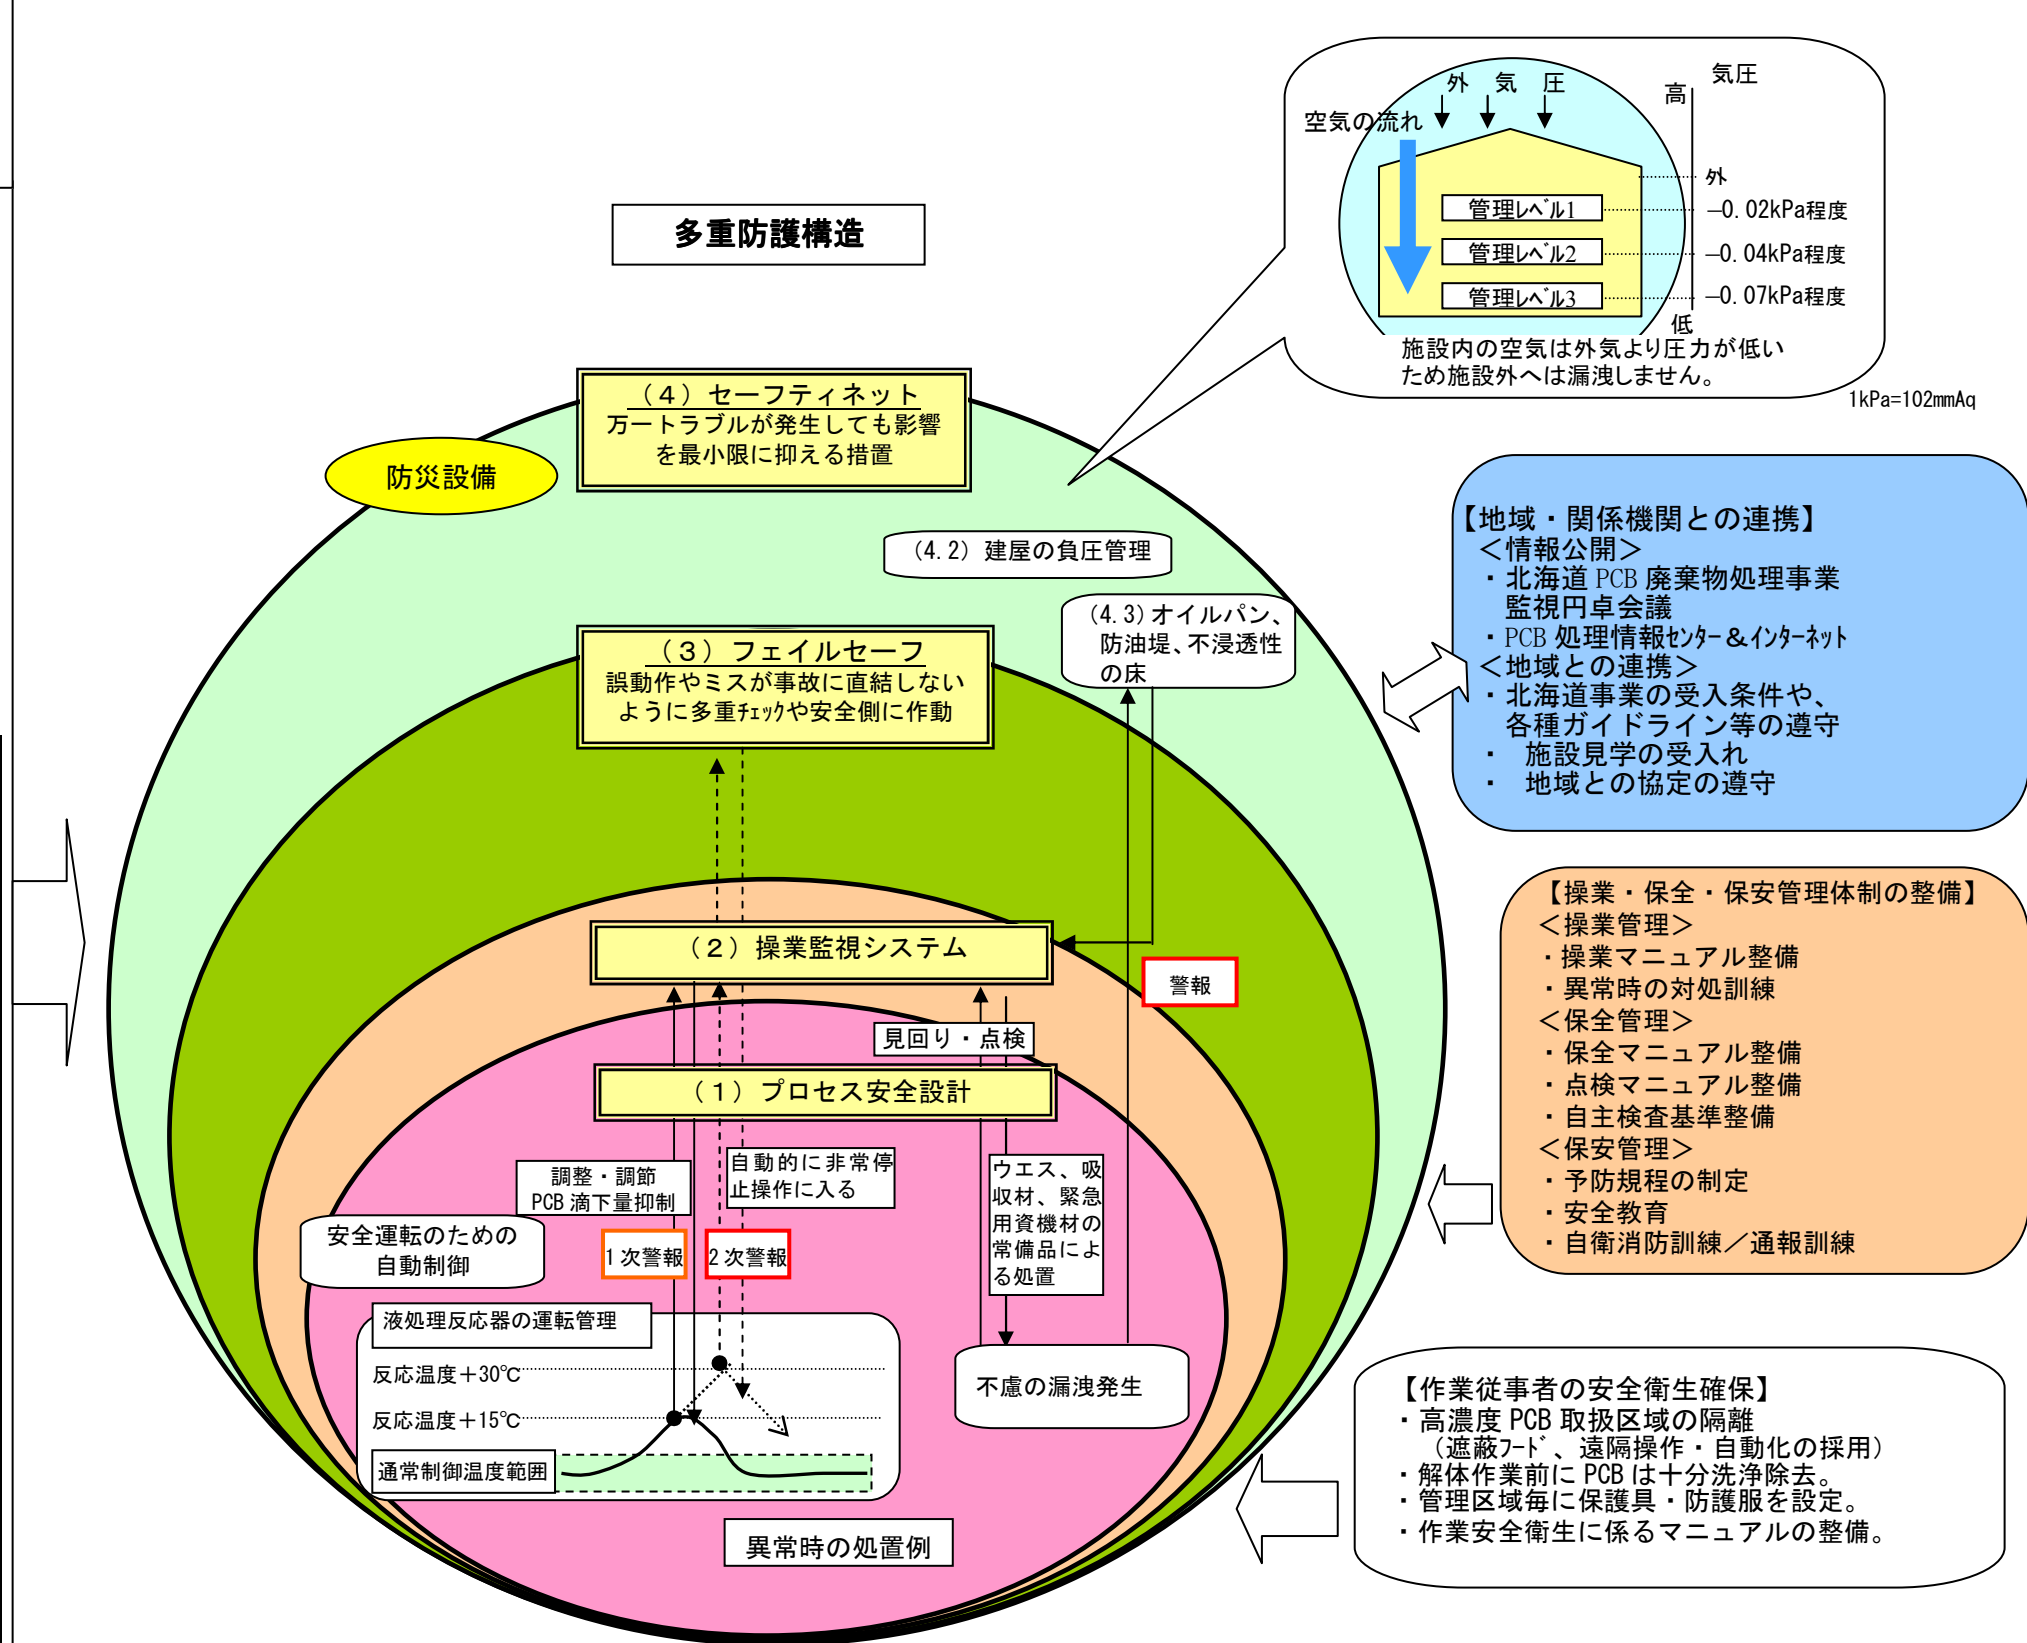 多重防護構造
外 気 圧
空気の流れ
高
気圧
外
管理レベル1
−0.02kPa程度
管理レベル2
−0.04kPa程度
管理レベル3
−0.07kPa程度
低
施設内の空気は外気より圧力が低い
ため施設外へは漏洩しません。
1kPa=102mmAq
（４）セーフティネット
万一トラブルが発生しても影響
を最小限に抑える措置
防災設備
（4.2）建屋の負圧管理
（4.3）オイルパン、
防油堤、不浸透性
の床
（３）フェイルセーフ
誤動作やミスが事故に直結しない
ように多重ﾁｪｯｸや安全側に作動
（２）操業監視システム
警報
見回り・点検
（１）プロセス安全設計
調整・調節
PCB 滴下量抑制
自動的に非常停
止操作に入る
ウエス、吸
収材、緊急
用資機材の
常備品によ
る処置
安全運転のための
自動制御
１次警報
２次警報
液処理反応器の運転管理
反応温度＋30℃
反応温度＋15℃
通常制御温度範囲
不慮の漏洩発生
異常時の処置例
【地域・関係機関との連携】
＜情報公開＞
・北海道 PCB 廃棄物処理事業
監視円卓会議
・PCB 処理情報ｾﾝﾀｰ＆ｲﾝﾀｰﾈｯﾄ
＜地域との連携＞
・北海道事業の受入条件や、
各種ガイドライン等の遵守
・ 施設見学の受入れ
・ 地域との協定の遵守
【操業・保全・保安管理体制の整備】
＜操業管理＞
・操業マニュアル整備
・異常時の対処訓練
＜保全管理＞
・保全マニュアル整備
・点検マニュアル整備
・自主検査基準整備
＜保安管理＞
・予防規程の制定
・安全教育
・自衛消防訓練／通報訓練
【作業従事者の安全衛生確保】
・高濃度 PCB 取扱区域の隔離
（遮蔽ﾌｰﾄﾞ、遠隔操作・自動化の採用）
・解体作業前に PCB は十分洗浄除去。
・管理区域毎に保護具・防護服を設定。
・作業安全衛生に係るマニュアルの整備。